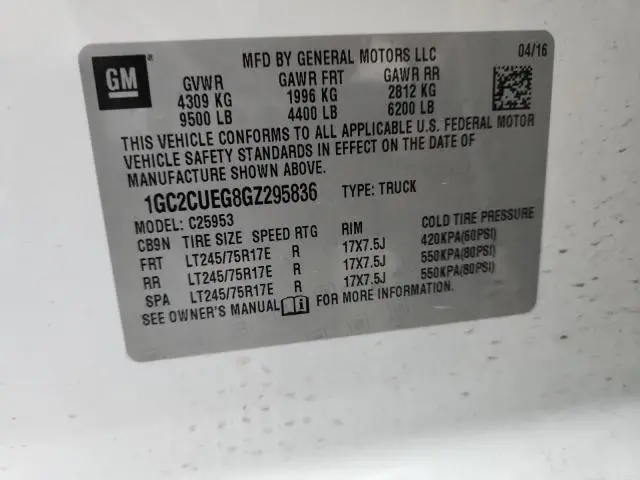 GM
MFD BY GENERAL MOTORS LLC 04/16
GVWR GAWR FRT GAWR RR
4309 KG 1996 KG 2812 KG
9500 LB 4400 LB 6200 LB
THIS VEHICLE CONFORMS TO ALL APPLICABLE U.S. FEDERAL MOTOR
VEHICLE SAFETY STANDARDS IN EFFECT ON THE DATE OF
MANUFACTURE SHOWN ABOVE.
1GC2CUEG8GZ295836 TYPE: TRUCK
MODEL: C25953
CB9N TIRE SIZE SPEED RTG RIM COLD TIRE PRESSURE
FRT LT245/75R17E R 17X7.5J 420KPA(60PSI)
RR LT245/75R17E R 17X7.5J 550KPA(80PSI)
SPA LT245/75R17E R 17X7.5J 550KPA(80PSI)
SEE OWNER'S MANUAL FOR MORE INFORMATION.